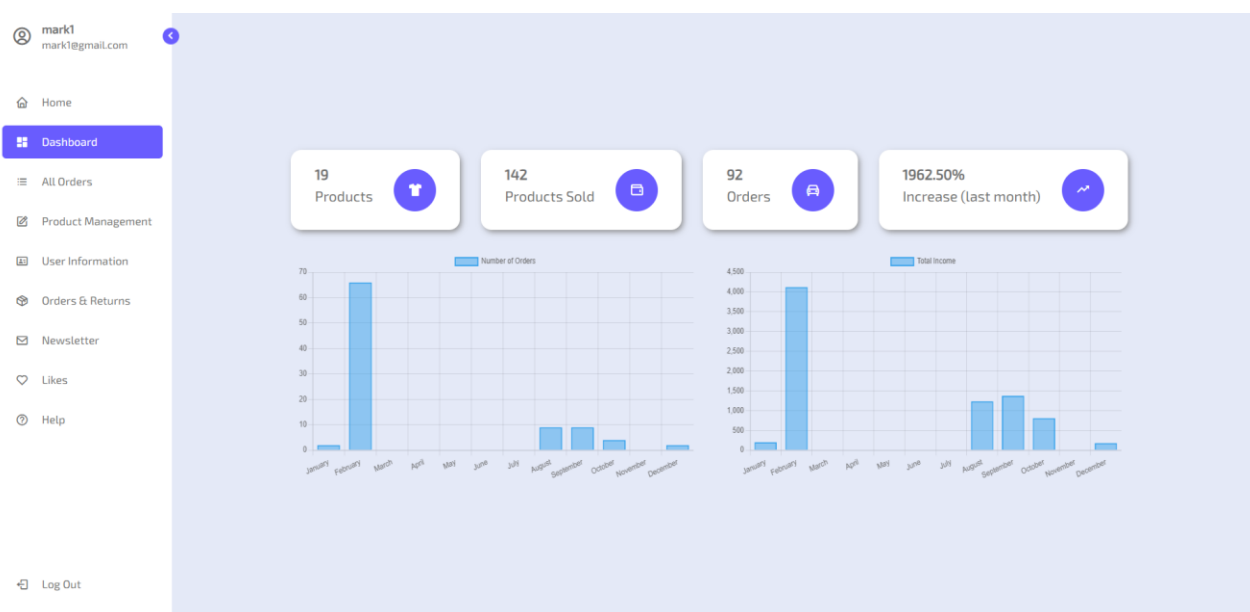 mark1
mark1@gmail.com
Home
Dashboard
All Orders
Product Management
User Information
Orders & Returns
Newsletter
Likes
Help
Log Out
19
Products
142
Products Sold
92
Orders
1962.50%
Increase (last month)
Number of Orders
70
60
50
40
30
20
10
0
January February March April May June July August September October November December
Total Income
4,500
4,000
3,500
3,000
2,500
2,000
1,500
1,000
500
0
January February March April May June July August September October November December